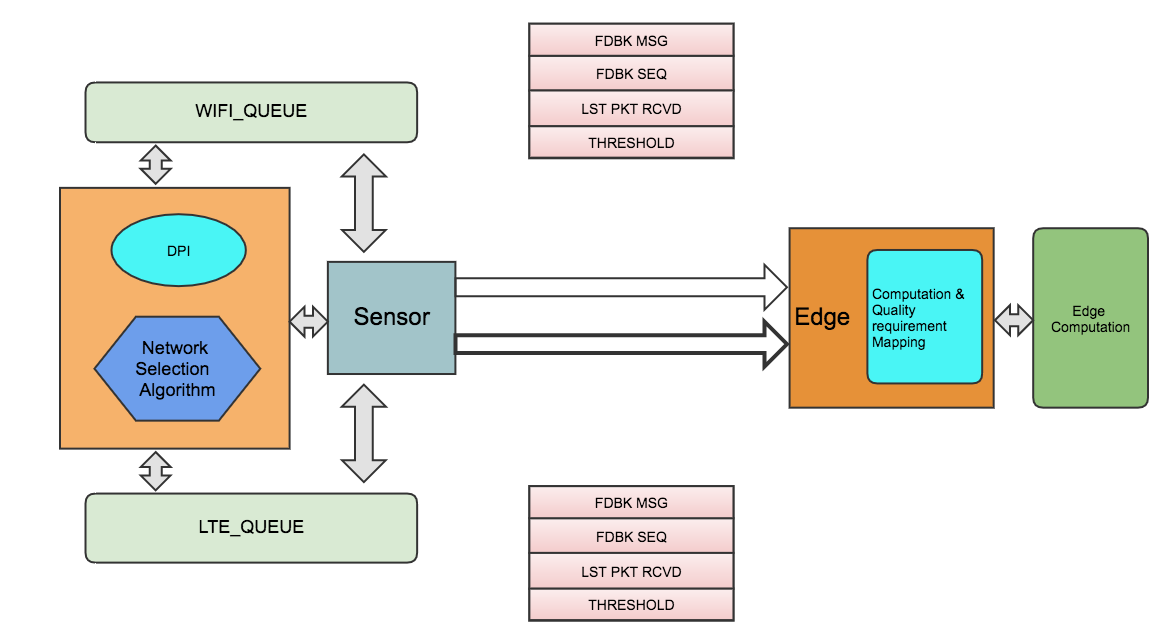 FDBK MSG
FDBK SEQ
LST PKT RCVD
THRESHOLD
WIFI_QUEUE
DPI
Network
Selection
Algorithm
Sensor
Edge
Computation &
Quality
requirement
Mapping
Edge
Computation
LTE_QUEUE
FDBK MSG
FDBK SEQ
LST PKT RCVD
THRESHOLD